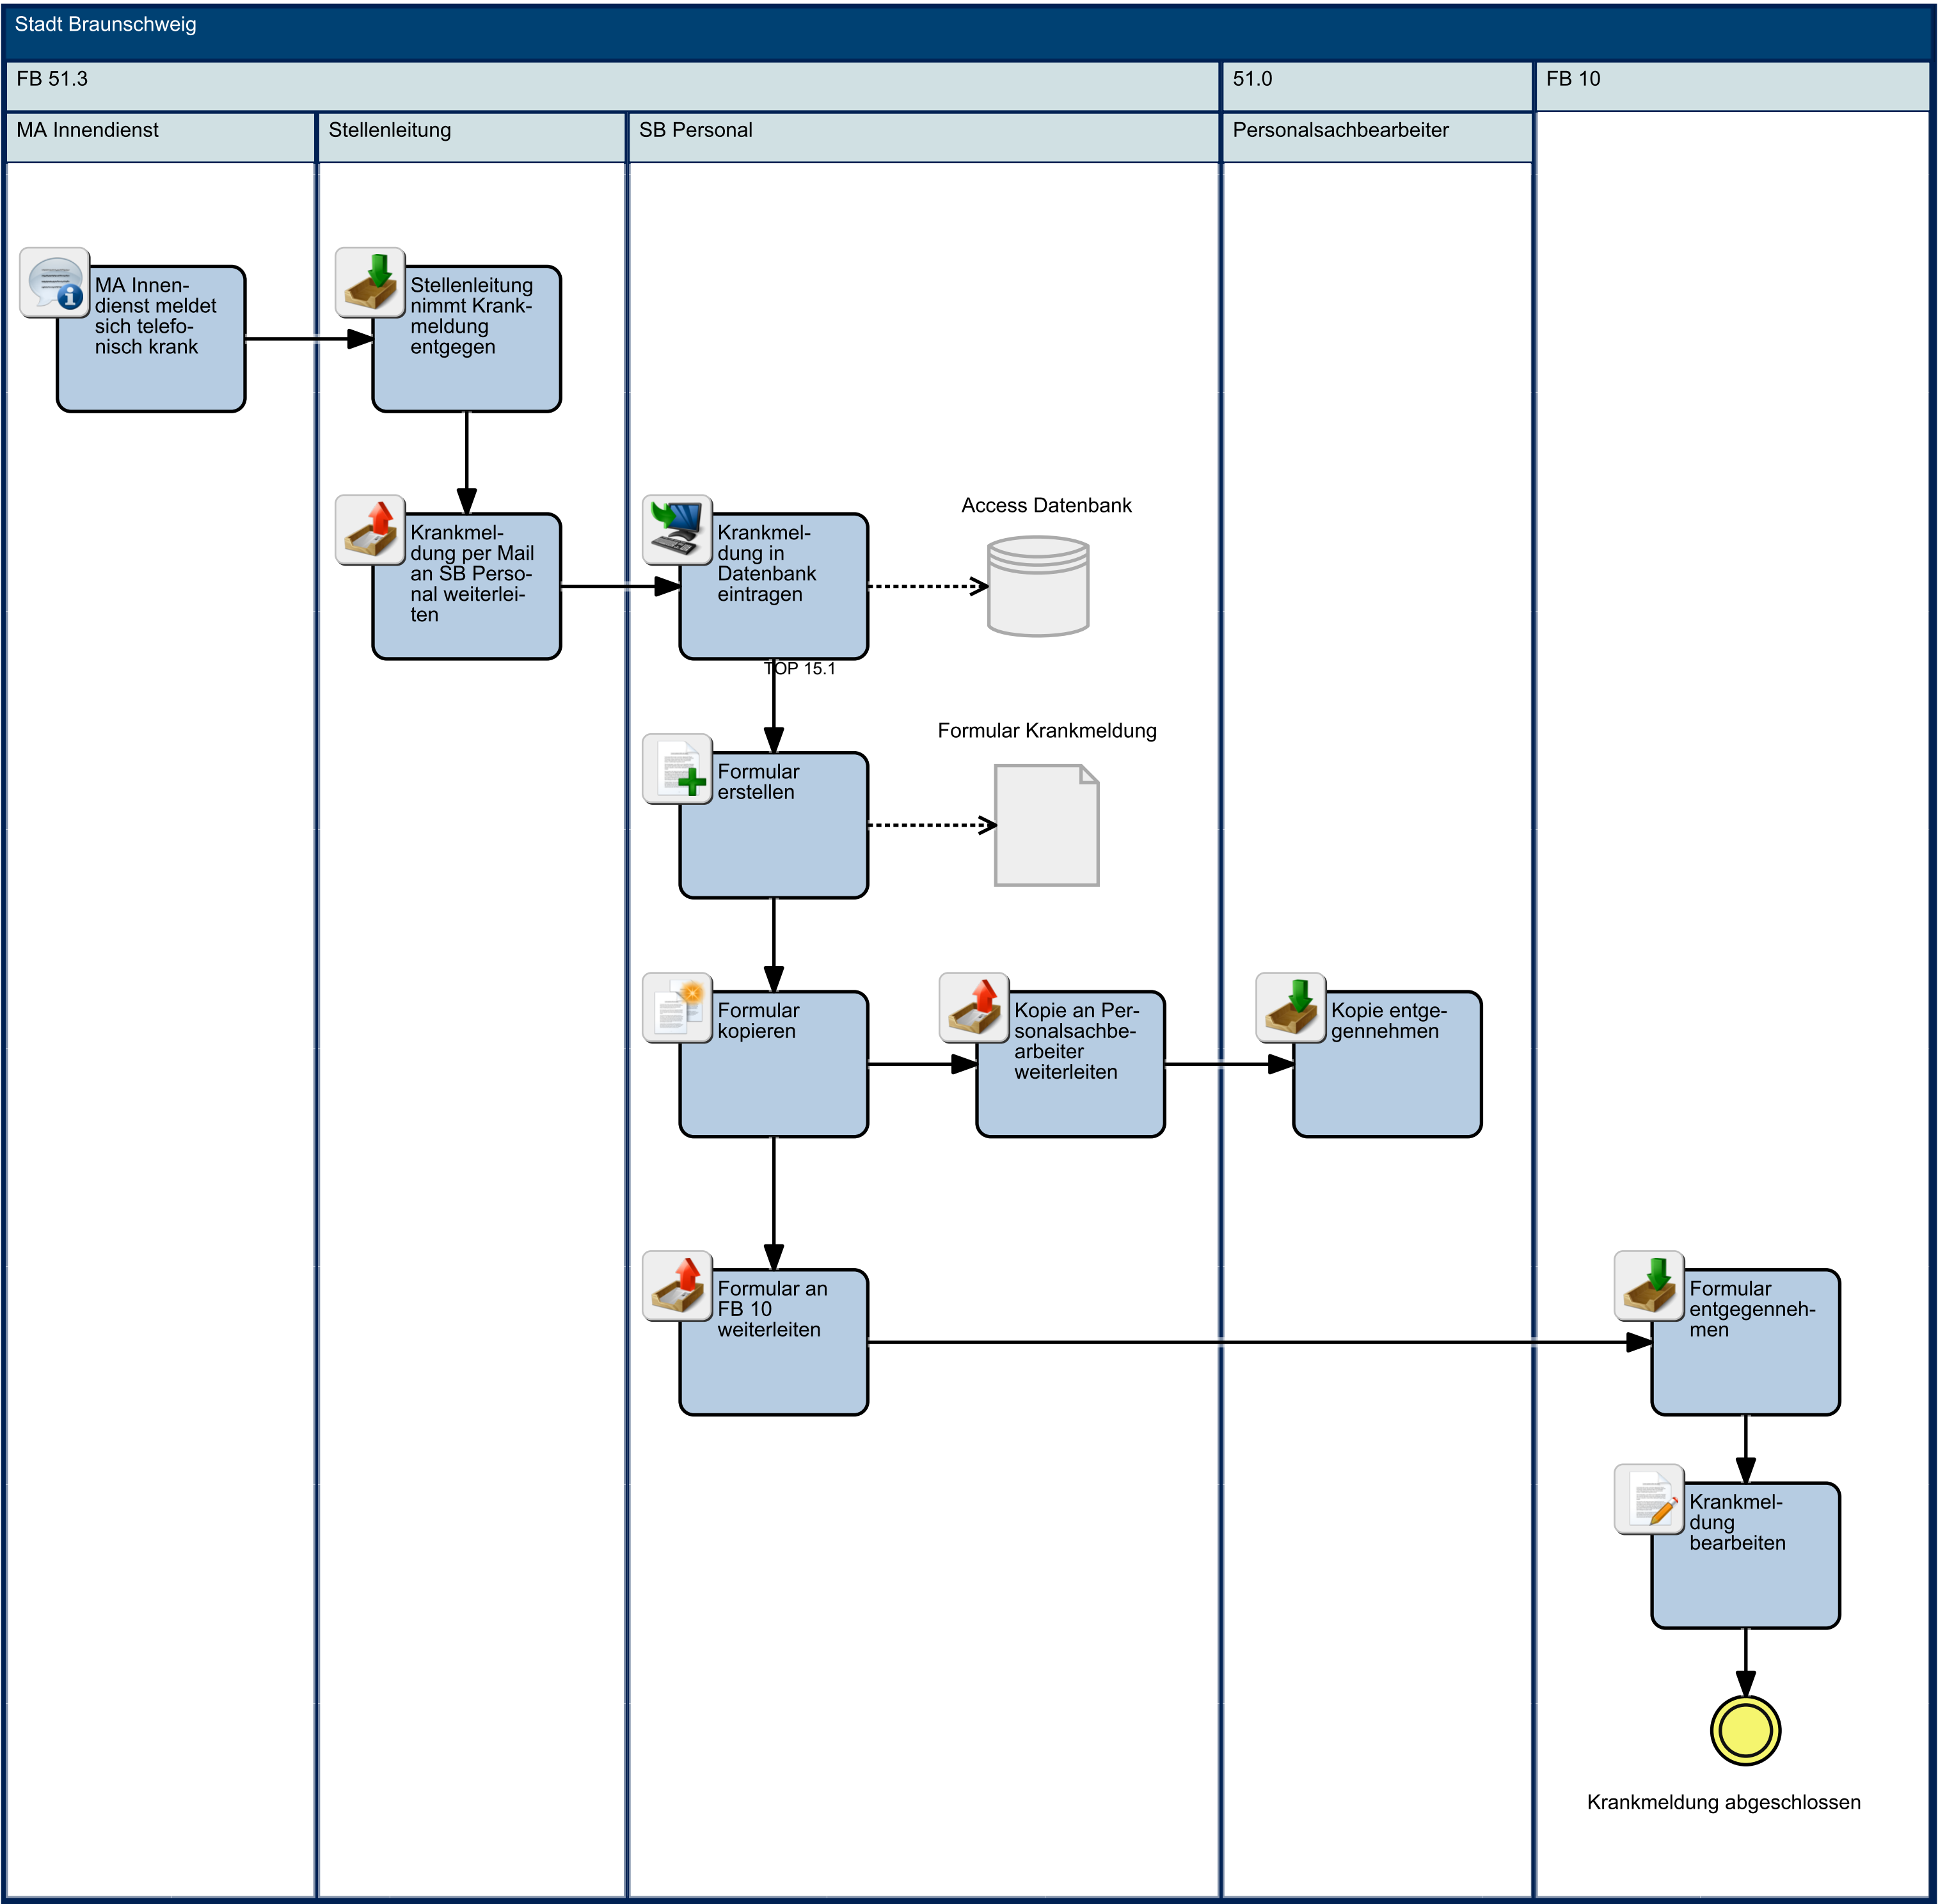 Stadt Braunschweig
FB 51.3
51.0
FB 10
MA Innendienst
Stellenleitung
SB Personal
Personalsachbearbeiter
MA Innen-
dienst meldet
sich telefo-
nisch krank
Stellenleitung
nimmt Krank-
meldung
entgegen
Krankmel-
dung per Mail
an SB Perso-
nal weiterlei-
ten
Krankmel-
dung in
Datenbank
eintragen
Access Datenbank
TOP 15.1
Formular
erstellen
Formular Krankmeldung
Formular
kopieren
Kopie an Per-
sonalsachbe-
arbeiter
weiterleiten
Kopie entge-
gennehmen
Formular an
FB 10
weiterleiten
Formular
entgegenneh-
men
Krankmel-
dung
bearbeiten
Krankmeldung abgeschlossen